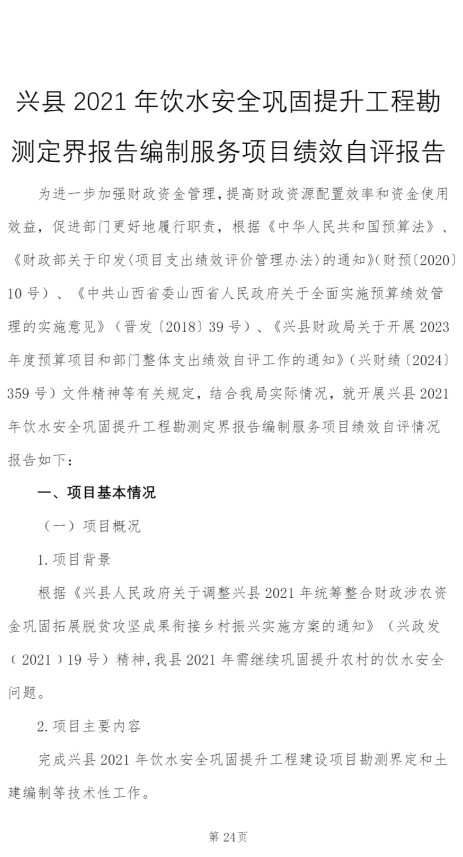 兴县 2021 年饮水安全巩固提升工程勘
测定界报告编制服务项目绩效自评报告
为进一步加强财政资金管理,提高财政资源配置效率和资金使用
效益，促进部门更好地履行职责，根据《中华人民共和国预算法》、
《财政部关于印发〈项目支出绩效评价管理办法〉的通知》(财预〔2020〕
10 号）、《中共山西省委山西省人民政府关于全面实施预算绩效管
理的实施意见》（晋发〔2018〕39 号）、《兴县财政局关于开展 2023
年度预算项目和部门整体支出绩效自评工作的通知》（兴财绩〔2024〕
359 号）文件精神等有关规定，结合我局实际情况，就开展兴县 2021
年饮水安全巩固提升工程勘测定界报告编制服务项目绩效自评情况
报告如下：
一、项目基本情况
（一）项目概况
1.项目背景
根据《兴县人民政府关于调整兴县 2021 年统筹整合财政涉农资
金巩固拓展脱贫攻坚成果衔接乡村振兴实施方案的通知》（兴政发
﹝2021﹞19 号）精神,我县 2021 年需继续巩固提升农村的饮水安全
问题。
2.项目主要内容
完成兴县 2021 年饮水安全巩固提升工程建设项目勘测界定和土
建编制等技术性工作。
第 24页